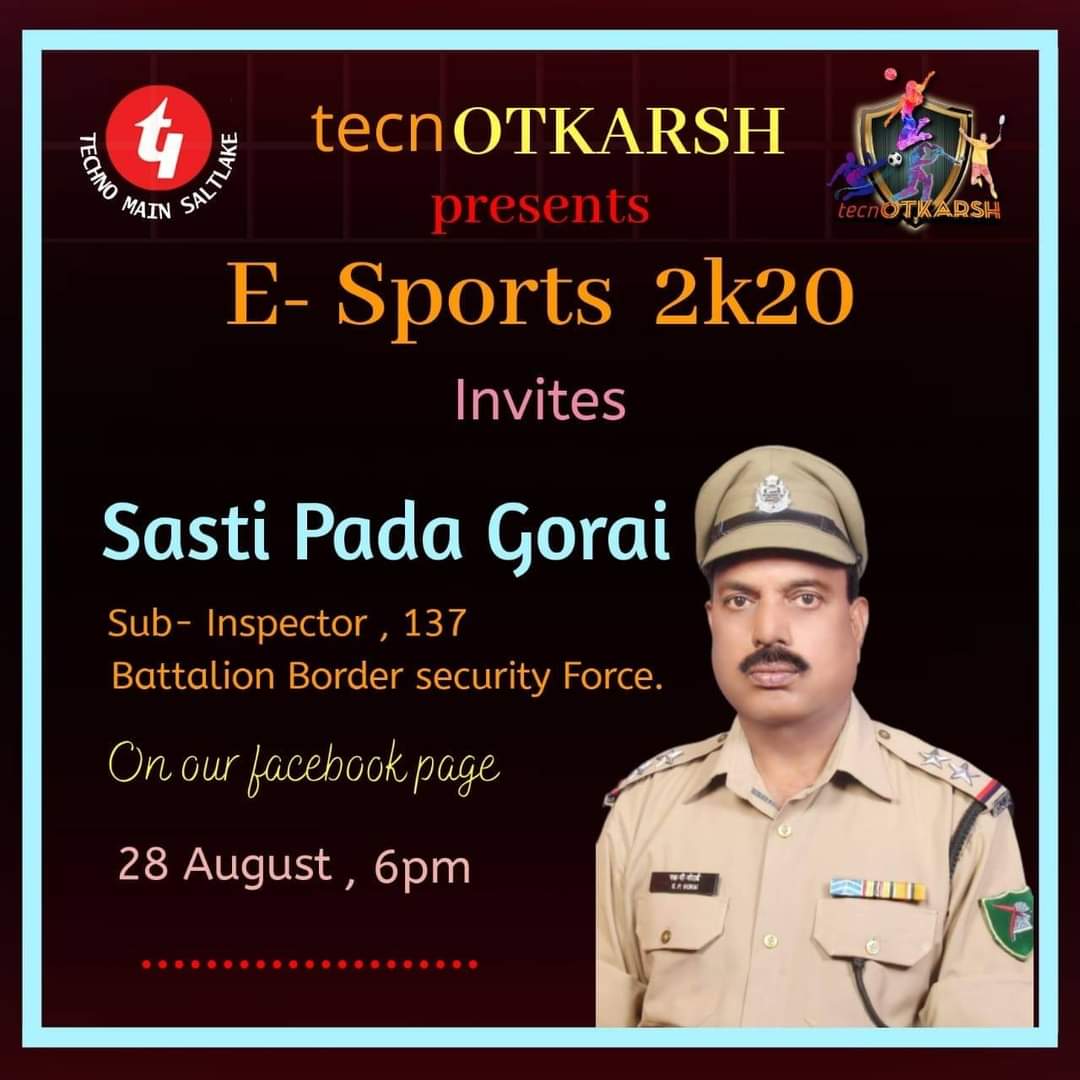 TECHNO MAIN SALTLAKE
tecnOTKARSH
tecnOTKARSH
presents
E- Sports 2k20
Invites
Sasti Pada Gorai
Sub- Inspector , 137
Battalion Border security Force.
On our facebook page
28 August , 6pm
.....................
S. P. GORAI